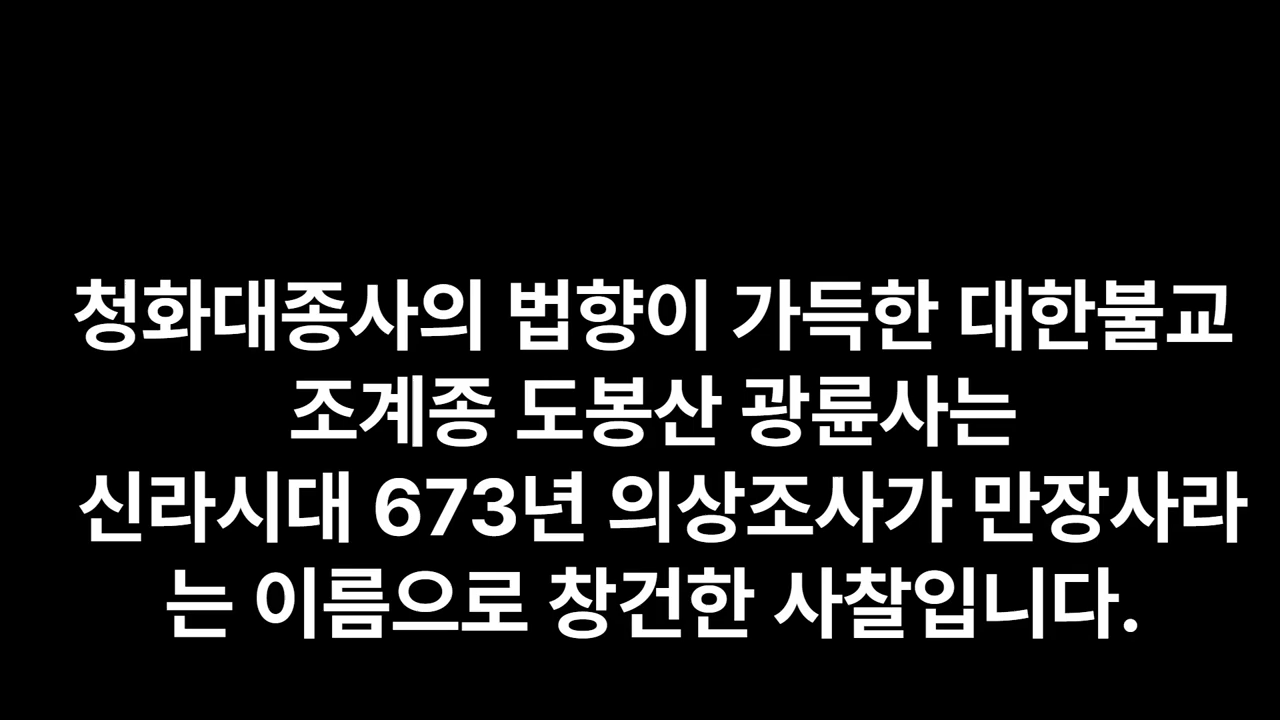 청화대종사의 법향이 가득한 대한불교
조계종 도봉산 광륜사는
신라시대 673년 의상조사가 만장사라
는 이름으로 창건한 사찰입니다.